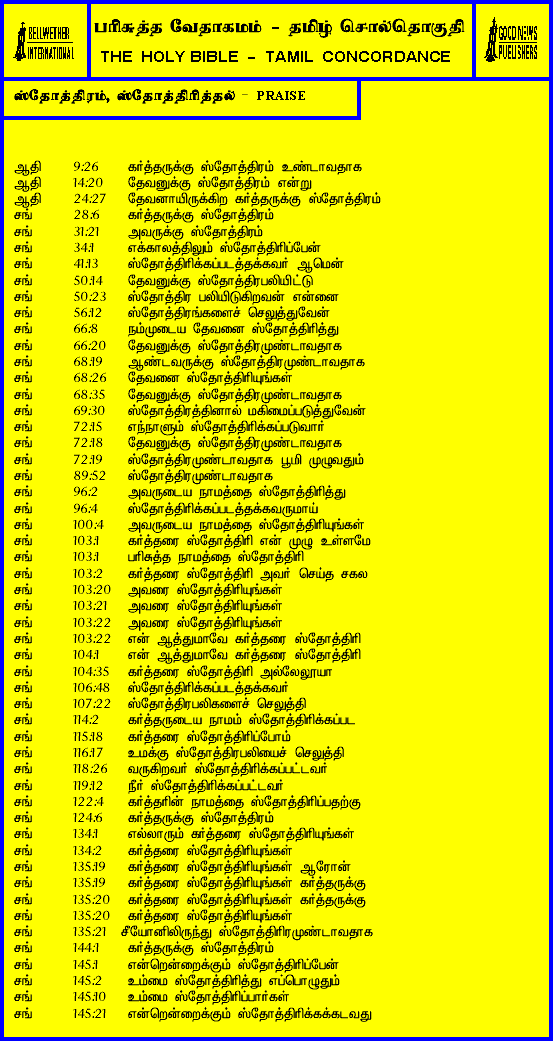 BELLWETHER
INTERNATIONAL
பரிசுத்த வேதாகமம் - தமிழ் சொல்தொகுதி
THE HOLY BIBLE - TAMIL CONCORDANCE
GOOD NEWS
PUBLISHERS
ஸ்தோத்திரம், ஸ்தோத்திரித்தல் - PRAISE
ஆதி 9:26 கர்த்தருக்கு ஸ்தோத்திரம் உண்டாவதாக
ஆதி 14:20 தேவனுக்கு ஸ்தோத்திரம் என்று
ஆதி 24:27 தேவனாயிருக்கிற கர்த்தருக்கு ஸ்தோத்திரம்
சங் 28:6 கர்த்தருக்கு ஸ்தோத்திரம்
சங் 31:21 அவருக்கு ஸ்தோத்திரம்
சங் 34:1 எக்காலத்திலும் ஸ்தோத்திரிப்பேன்
சங் 41:13 ஸ்தோத்திரிக்கப்படத்தக்கவர் ஆமென்
சங் 50:14 தேவனுக்கு ஸ்தோத்திரபலியிட்டு
சங் 50:23 ஸ்தோத்திர பலியிடுகிறவன் என்னை
சங் 56:12 ஸ்தோத்திரங்களைச் செலுத்துவேன்
சங் 66:8 நம்முடைய தேவனை ஸ்தோத்திரித்து
சங் 66:20 தேவனுக்கு ஸ்தோத்திரமுண்டாவதாக
சங் 68:19 ஆண்டவருக்கு ஸ்தோத்திரமுண்டாவதாக
சங் 68:26 தேவனை ஸ்தோத்திரியுங்கள்
சங் 68:35 தேவனுக்கு ஸ்தோத்திரமுண்டாவதாக
சங் 69:30 ஸ்தோத்திரத்தினால் மகிமைப்படுத்துவேன்
சங் 72:15 எந்நாளும் ஸ்தோத்திரிக்கப்படுவார்
சங் 72:18 தேவனுக்கு ஸ்தோத்திரமுண்டாவதாக
சங் 72:19 ஸ்தோத்திரமுண்டாவதாக பூமி முழுவதும்
சங் 89:52 ஸ்தோத்திரமுண்டாவதாக
சங் 96:2 அவருடைய நாமத்தை ஸ்தோத்திரித்து
சங் 96:4 ஸ்தோத்திரிக்கப்படத்தக்கவருமாய்
சங் 100:4 அவருடைய நாமத்தை ஸ்தோத்திரியுங்கள்
சங் 103:1 கர்த்தரை ஸ்தோத்திரி என் முழு உள்ளமே
சங் 103:1 பரிசுத்த நாமத்தை ஸ்தோத்திரி
சங் 103:2 கர்த்தரை ஸ்தோத்திரி அவர் செய்த சகல
சங் 103:20 அவரை ஸ்தோத்திரியுங்கள்
சங் 103:21 அவரை ஸ்தோத்திரியுங்கள்
சங் 103:22 அவரை ஸ்தோத்திரியுங்கள்
சங் 103:22 என் ஆத்துமாவே கர்த்தரை ஸ்தோத்திரி
சங் 104:1 என் ஆத்துமாவே கர்த்தரை ஸ்தோத்திரி
சங் 104:35 கர்த்தரை ஸ்தோத்திரி அல்லேலூயா
சங் 106:48 ஸ்தோத்திரிக்கப்படத்தக்கவர்
சங் 107:22 ஸ்தோத்திரபலிகளைச் செலுத்தி
சங் 114:2 கர்த்தருடைய நாமம் ஸ்தோத்திரிக்கப்பட
சங் 115:18 கர்த்தரை ஸ்தோத்திரிப்போம்
சங் 116:17 உமக்கு ஸ்தோத்திரபலியைச் செலுத்தி
சங் 118:26 வருகிறவர் ஸ்தோத்திரிக்கப்பட்டவர்
சங் 119:12 நீர் ஸ்தோத்திரிக்கப்பட்டவர்
சங் 122:4 கர்த்தரின் நாமத்தை ஸ்தோத்திரிப்பதற்கு
சங் 124:6 கர்த்தருக்கு ஸ்தோத்திரம்
சங் 134:1 எல்லாரும் கர்த்தரை ஸ்தோத்திரியுங்கள்
சங் 134:2 கர்த்தரை ஸ்தோத்திரியுங்கள்
சங் 135:19 கர்த்தரை ஸ்தோத்திரியுங்கள் ஆரோன்
சங் 135:19 கர்த்தரை ஸ்தோத்திரியுங்கள் கர்த்தருக்கு
சங் 135:20 கர்த்தரை ஸ்தோத்திரியுங்கள் கர்த்தருக்கு
சங் 135:20 கர்த்தரை ஸ்தோத்திரியுங்கள்
சங் 135:21 சீயோனிலிருந்து ஸ்தோத்திரிரமுண்டாவதாக
சங் 144:1 கர்த்தருக்கு ஸ்தோத்திரம்
சங் 145:1 என்றென்றைக்கும் ஸ்தோத்திரிப்பேன்
சங் 145:2 உம்மை ஸ்தோத்திரித்து எப்பொழுதும்
சங் 145:10 உம்மை ஸ்தோத்திரிப்பார்கள்
சங் 145:21 என்றென்றைக்கும் ஸ்தோத்திரிக்கக்கடவது